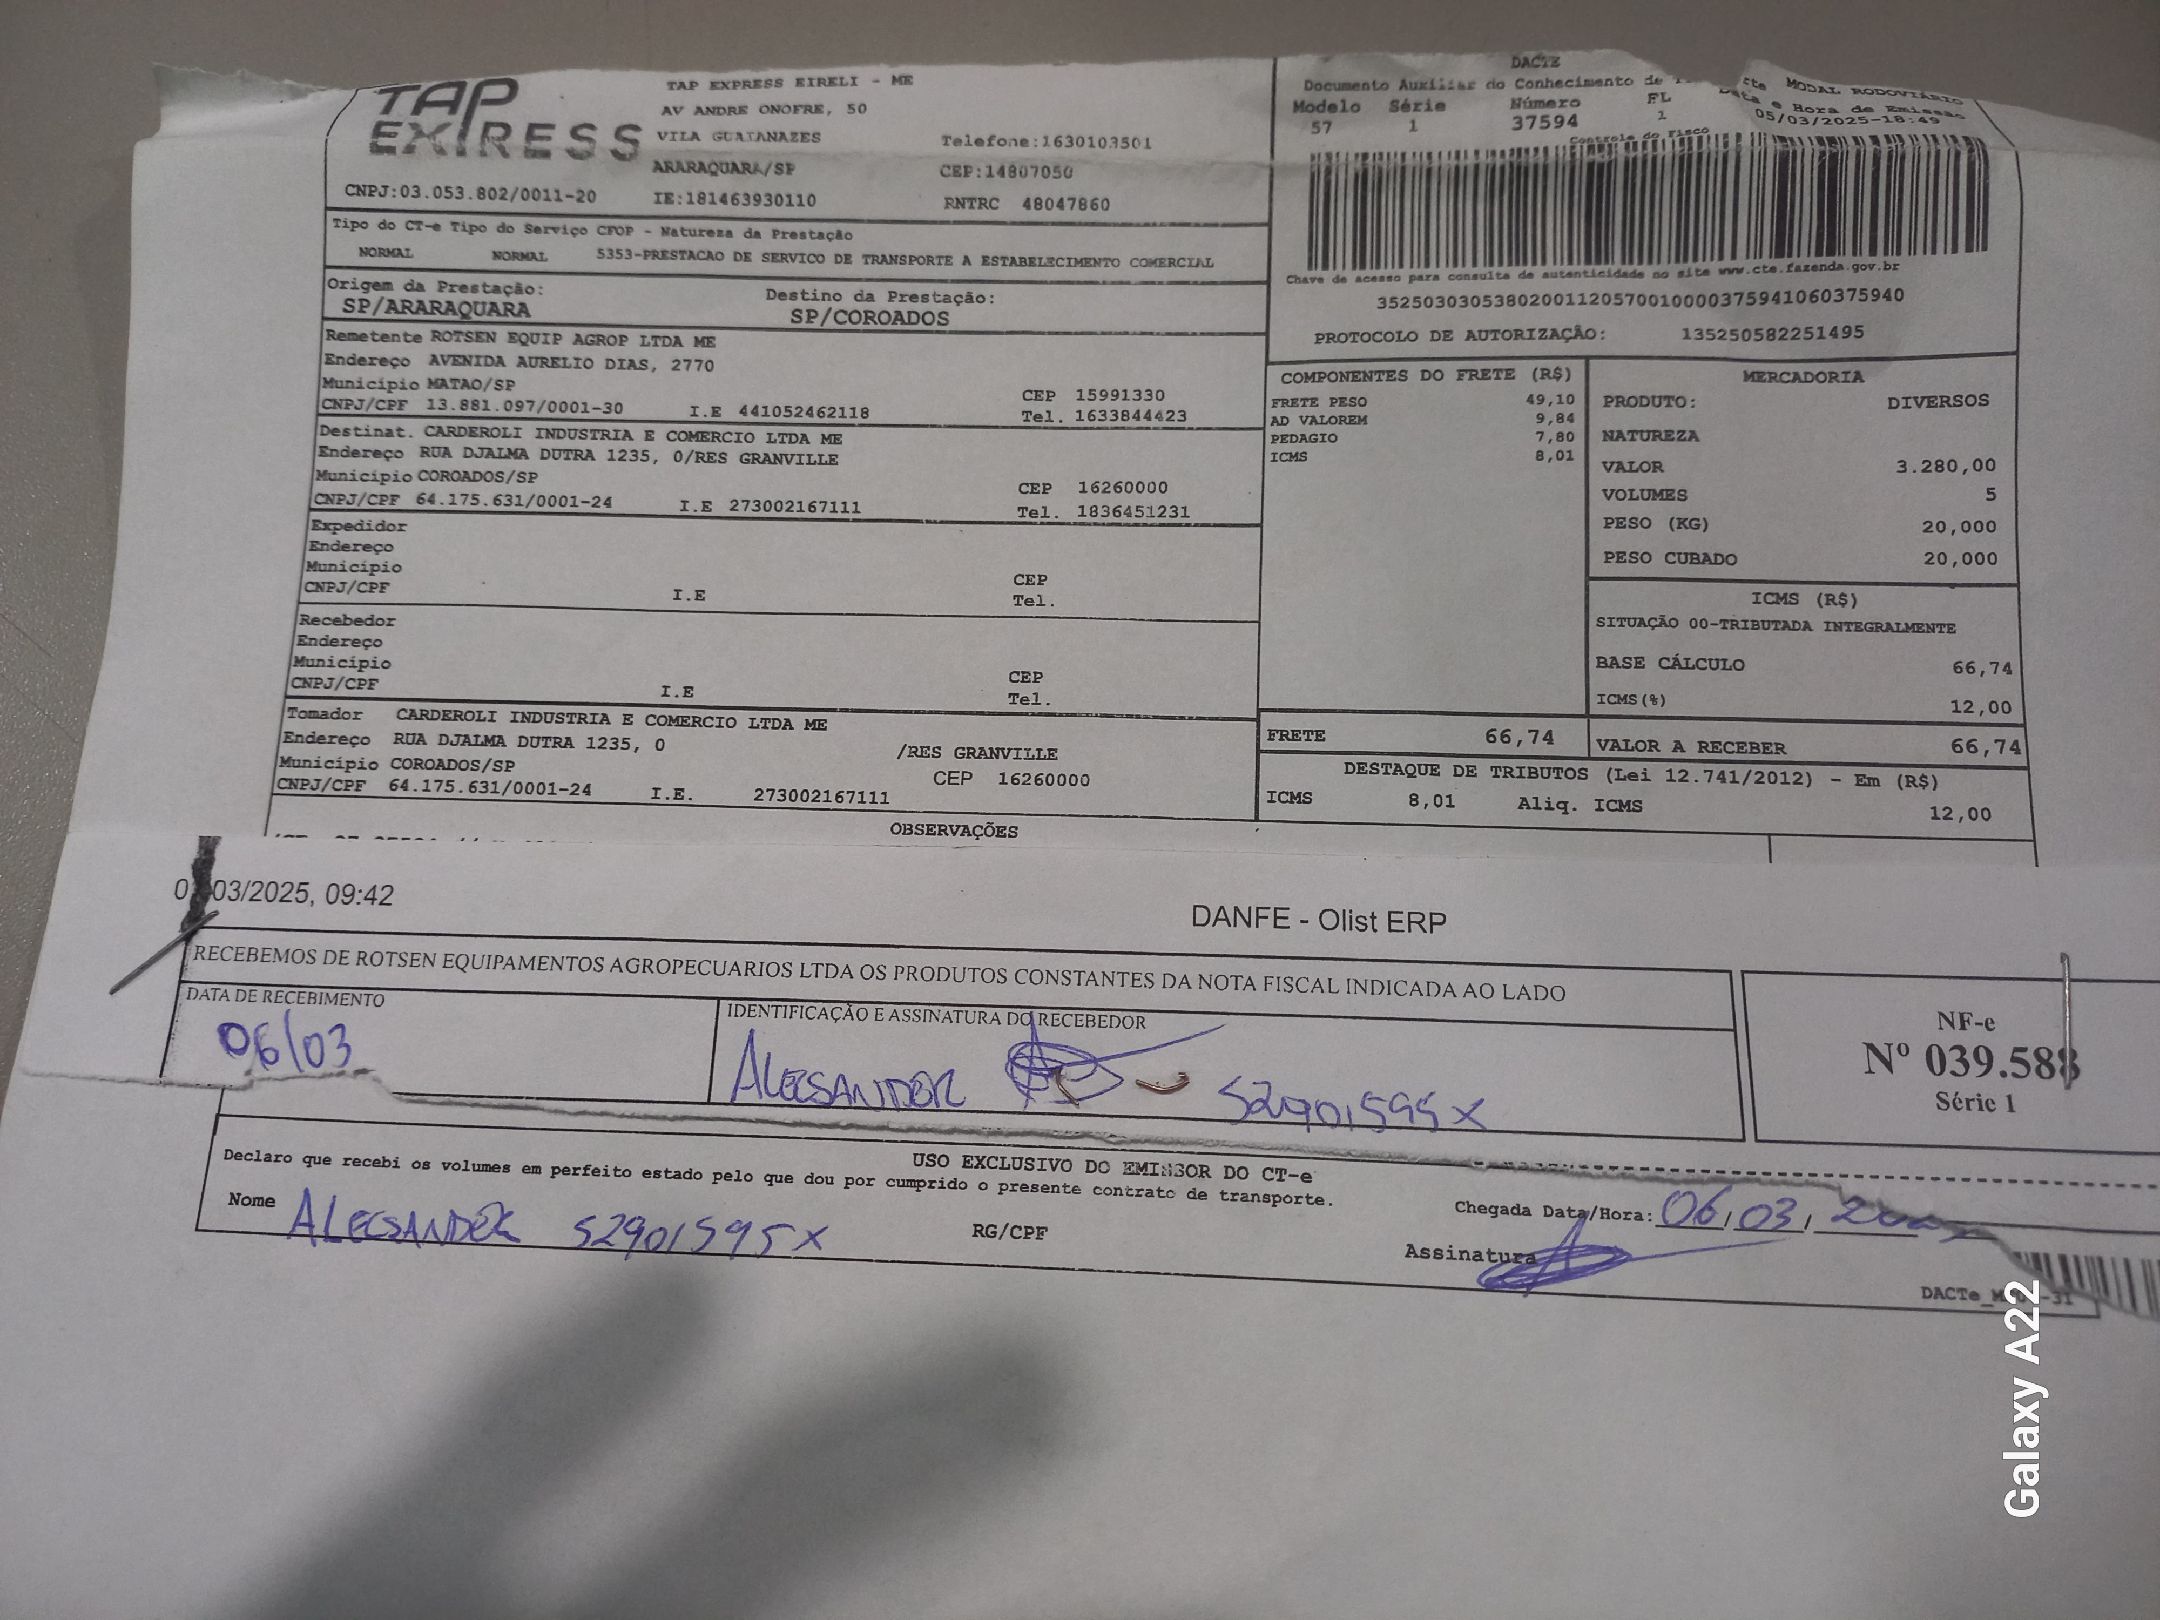 TAP EXPRESS
TAP EXPRESS EIRELI - ME
AV ANDRE ONOFRE, 50
VILA GUAIANAZES
Telefone:1630103501
ARARAQUARA/SP
CEP:14807050
CNPJ:03.053.802/0011-20 IE:181463930110 RNTRC 48047860
DACTE
Documento Auxiliar do Conhecimento de
MODAL RODOVIÁRIO
Modelo Série Número FL
e Hora de Emissao
57 1 37594 1
05/03/2025-18:49
Controle do Fisco
Chave de acesso para consulta de autenticidade no site www.cte.fazenda.gov.br
35250303053802001120570010000375941060375940
PROTOCOLO DE AUTORIZAÇÃO: 135250582251495
Tipo do CT-e Tipo do Serviço CFOP - Natureza da Prestação
NORMAL NORMAL 5353-PRESTACAO DE SERVICO DE TRANSPORTE A ESTABELECIMENTO COMERCIAL
Origem da Prestação: Destino da Prestação:
SP/ARARAQUARA SP/COROADOS
Remetente ROTSEN EQUIP AGROP LTDA ME
Endereço AVENIDA AURELIO DIAS, 2770
Município MATAO/SP CEP 15991330
CNPJ/CPF 13.881.097/0001-30 I.E 441052462118 Tel. 1633844423
Destinat. CARDEROLI INDUSTRIA E COMERCIO LTDA ME
Endereço RUA DJALMA DUTRA 1235, 0/RES GRANVILLE
Município COROADOS/SP CEP 16260000
CNPJ/CPF 64.175.631/0001-24 I.E 273002167111 Tel. 1836451231
Expedidor
Endereço
Município CEP
CNPJ/CPF I.E Tel.
Recebedor
Endereço
Município CEP
CNPJ/CPF I.E Tel.
Tomador CARDEROLI INDUSTRIA E COMERCIO LTDA ME
Endereço RUA DJALMA DUTRA 1235, 0 /RES GRANVILLE
Município COROADOS/SP CEP 16260000
CNPJ/CPF 64.175.631/0001-24 I.E. 273002167111
COMPONENTES DO FRETE (R$)
FRETE PESO 49,10
AD VALOREM 9,84
PEDAGIO 7,80
ICMS 8,01
MERCADORIA
PRODUTO: DIVERSOS
NATUREZA
VALOR 3.280,00
VOLUMES 5
PESO (KG) 20,000
PESO CUBADO 20,000
ICMS (R$)
SITUAÇÃO 00-TRIBUTADA INTEGRALMENTE
BASE CÁLCULO 66,74
ICMS(%) 12,00
FRETE 66,74 VALOR A RECEBER 66,74
DESTAQUE DE TRIBUTOS (Lei 12.741/2012) - Em (R$)
ICMS 8,01 Aliq. ICMS 12,00
OBSERVAÇÕES
03/2025, 09:42
DANFE - Olist ERP
RECEBEMOS DE ROTSEN EQUIPAMENTOS AGROPECUARIOS LTDA OS PRODUTOS CONSTANTES DA NOTA FISCAL INDICADA AO LADO
DATA DE RECEBIMENTO
06/03
IDENTIFICAÇÃO E ASSINATURA DO RECEBEDOR
ALECSANDER 52901595X
NF-e
Nº 039.588
Série 1
USO EXCLUSIVO DO EMISSOR DO CT-e
Declaro que recebi os volumes em perfeito estado pelo que dou por cumprido o presente contrato de transporte.
Nome ALECSANDER 52901595X RG/CPF
Chegada Data/Hora: 06/03/
Assinatura
Galaxy A22